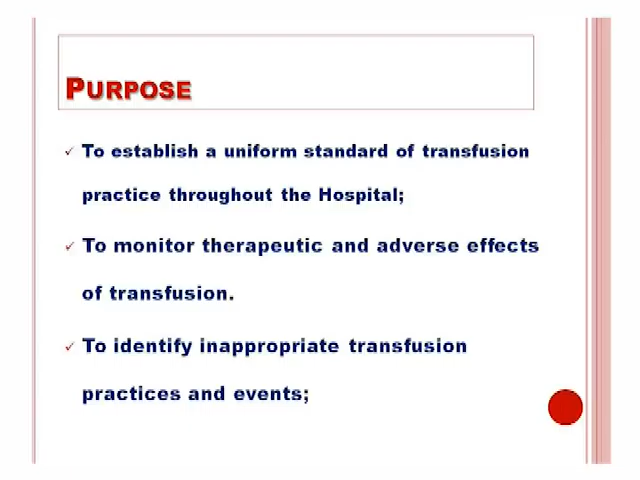 PURPOSE
To establish a uniform standard of transfusion
practice throughout the Hospital;
To monitor therapeutic and adverse effects
of transfusion.
To identify inappropriate transfusion
practices and events;